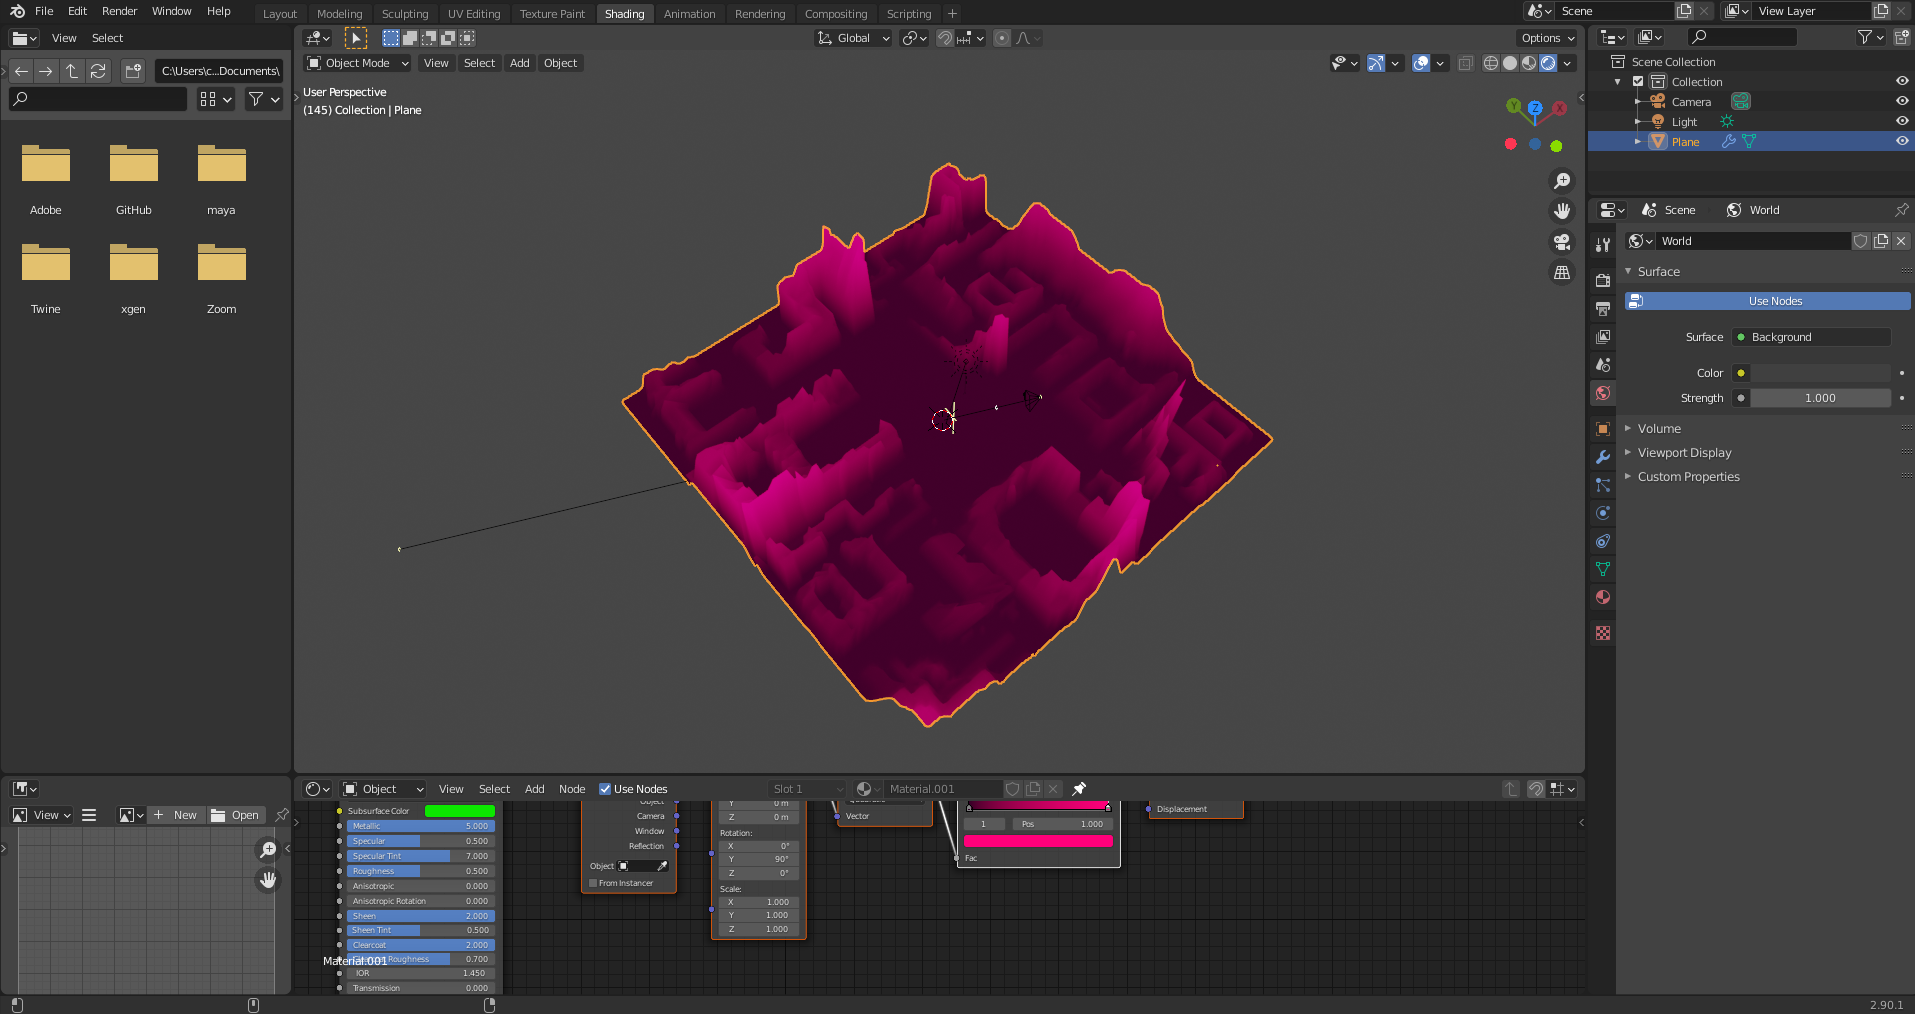 File Edit Render Window Help
Layout Modeling Sculpting UV Editing Texture Paint Shading Animation Rendering Compositing Scripting +
Scene
View Layer
View Select
Global
Options
C:\Users\c...Documents\
Object Mode View Select Add Object
User Perspective
(145) Collection | Plane
Y Z X
Adobe GitHub maya
Twine xgen Zoom
Scene Collection
Collection
Camera
Light
Plane
Scene World
World
Surface
Use Nodes
Surface Background
Color
Strength 1.000
Volume
Viewport Display
Custom Properties
Object View Select Add Node Use Nodes Slot 1 Material.001
View + New Open
Subsurface Color
Metallic 5.000
Specular 0.500
Specular Tint 7.000
Roughness 0.500
Anisotropic 0.000
Anisotropic Rotation 0.000
Sheen 2.000
Sheen Tint 0.500
Clearcoat 2.000
Roughness 0.700
Material.001
IOR 1.450
Transmission 0.000
Object
Camera
Window
Reflection
Object
From Instancer
Y 0 m
Z 0 m
Rotation:
X 0°
Y 90°
Z 0°
Scale:
X 1.000
Y 1.000
Z 1.000
Vector
1 Pos 1.000
Fac
Displacement
2.90.1